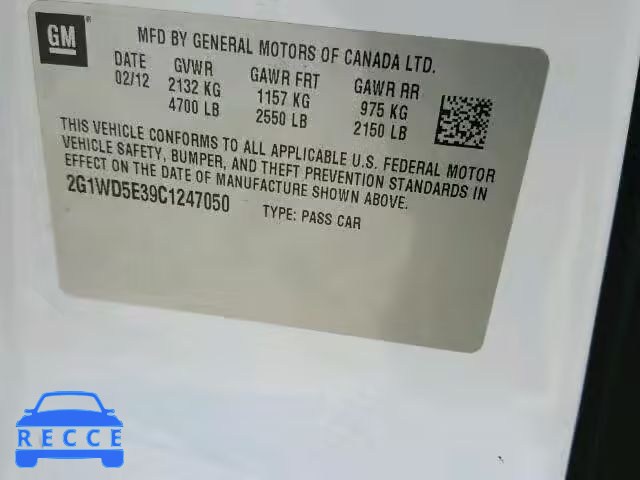 GM
MFD BY GENERAL MOTORS OF CANADA LTD.
DATE GVWR GAWR FRT GAWR RR
02/12 2132 KG 1157 KG 975 KG
4700 LB 2550 LB 2150 LB
THIS VEHICLE CONFORMS TO ALL APPLICABLE U.S. FEDERAL MOTOR
VEHICLE SAFETY, BUMPER, AND THEFT PREVENTION STANDARDS IN
EFFECT ON THE DATE OF MANUFACTURE SHOWN ABOVE.
2G1WD5E39C1247050 TYPE: PASS CAR
RECCE